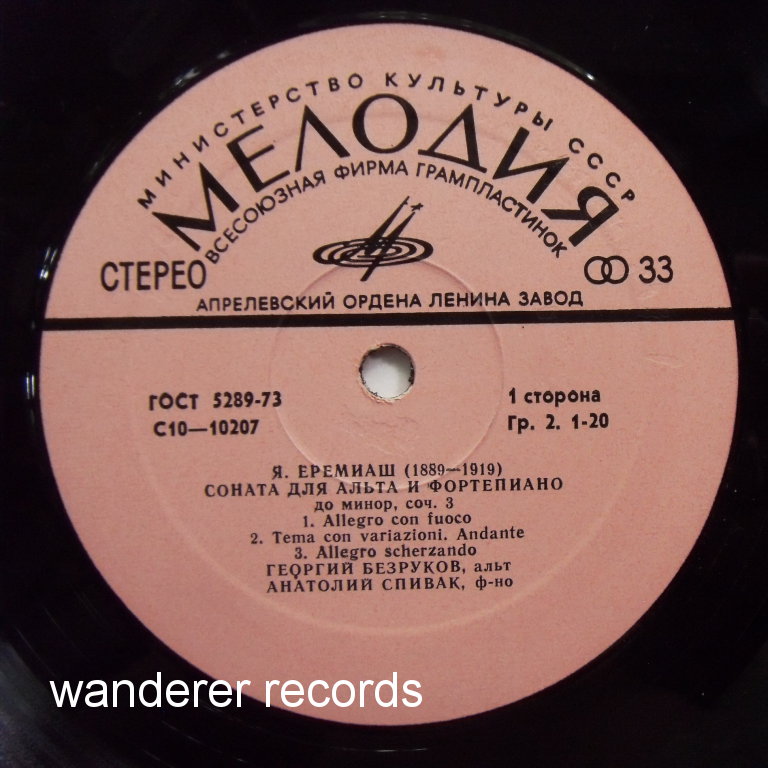 МИНИСТЕРСТВО КУЛЬТУРЫ СССР
МЕЛОДИЯ
ВСЕСОЮЗНАЯ ФИРМА ГРАМПЛАСТИНОК
СТЕРЕО
33
АПРЕЛЕВСКИЙ ОРДЕНА ЛЕНИНА ЗАВОД
ГОСТ 5289-73
1 сторона
С10—10207
Гр. 2. 1-20
Я. ЕРЕМИАШ (1889—1919)
СОНАТА ДЛЯ АЛЬТА И ФОРТЕПИАНО
до минор, соч. 3
1. Allegro con fuoco
2. Tema con variazioni. Andante
3. Allegro scherzando
ГЕОРГИЙ БЕЗРУКОВ, альт
АНАТОЛИЙ СПИВАК, ф-но
wanderer records